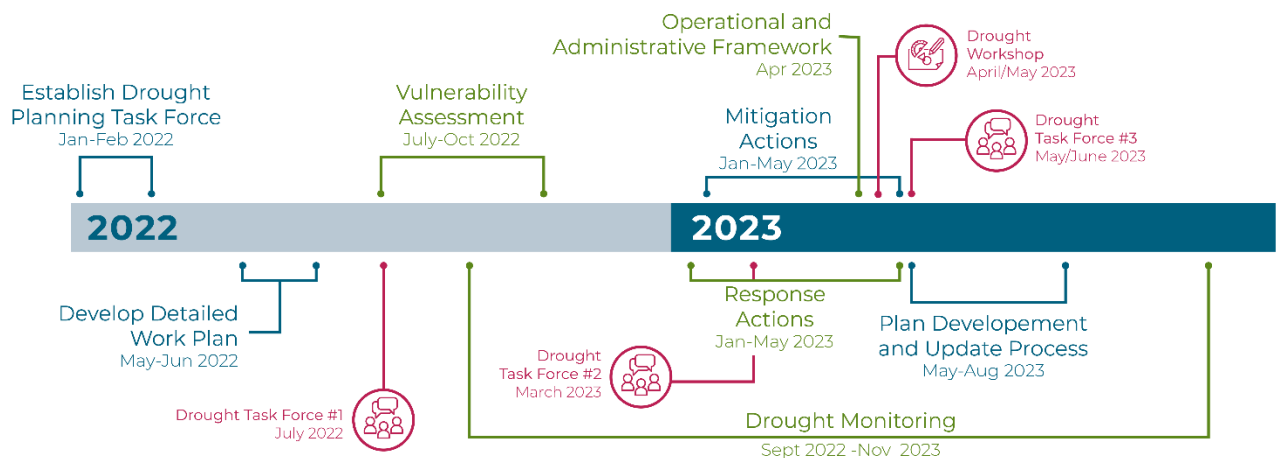 Establish Drought
Planning Task Force
Jan-Feb 2022
Vulnerability
Assessment
July-Oct 2022
Operational and
Administrative Framework
Apr 2023
Mitigation
Actions
Jan-May 2023
Drought
Workshop
April/May 2023
Drought
Task Force #3
May/June 2023
2022
2023
Develop Detailed
Work Plan
May-Jun 2022
Drought Task Force #1
July 2022
Drought
Task Force #2
March 2023
Response
Actions
Jan-May 2023
Plan Developement
and Update Process
May-Aug 2023
Drought Monitoring
Sept 2022 -Nov 2023